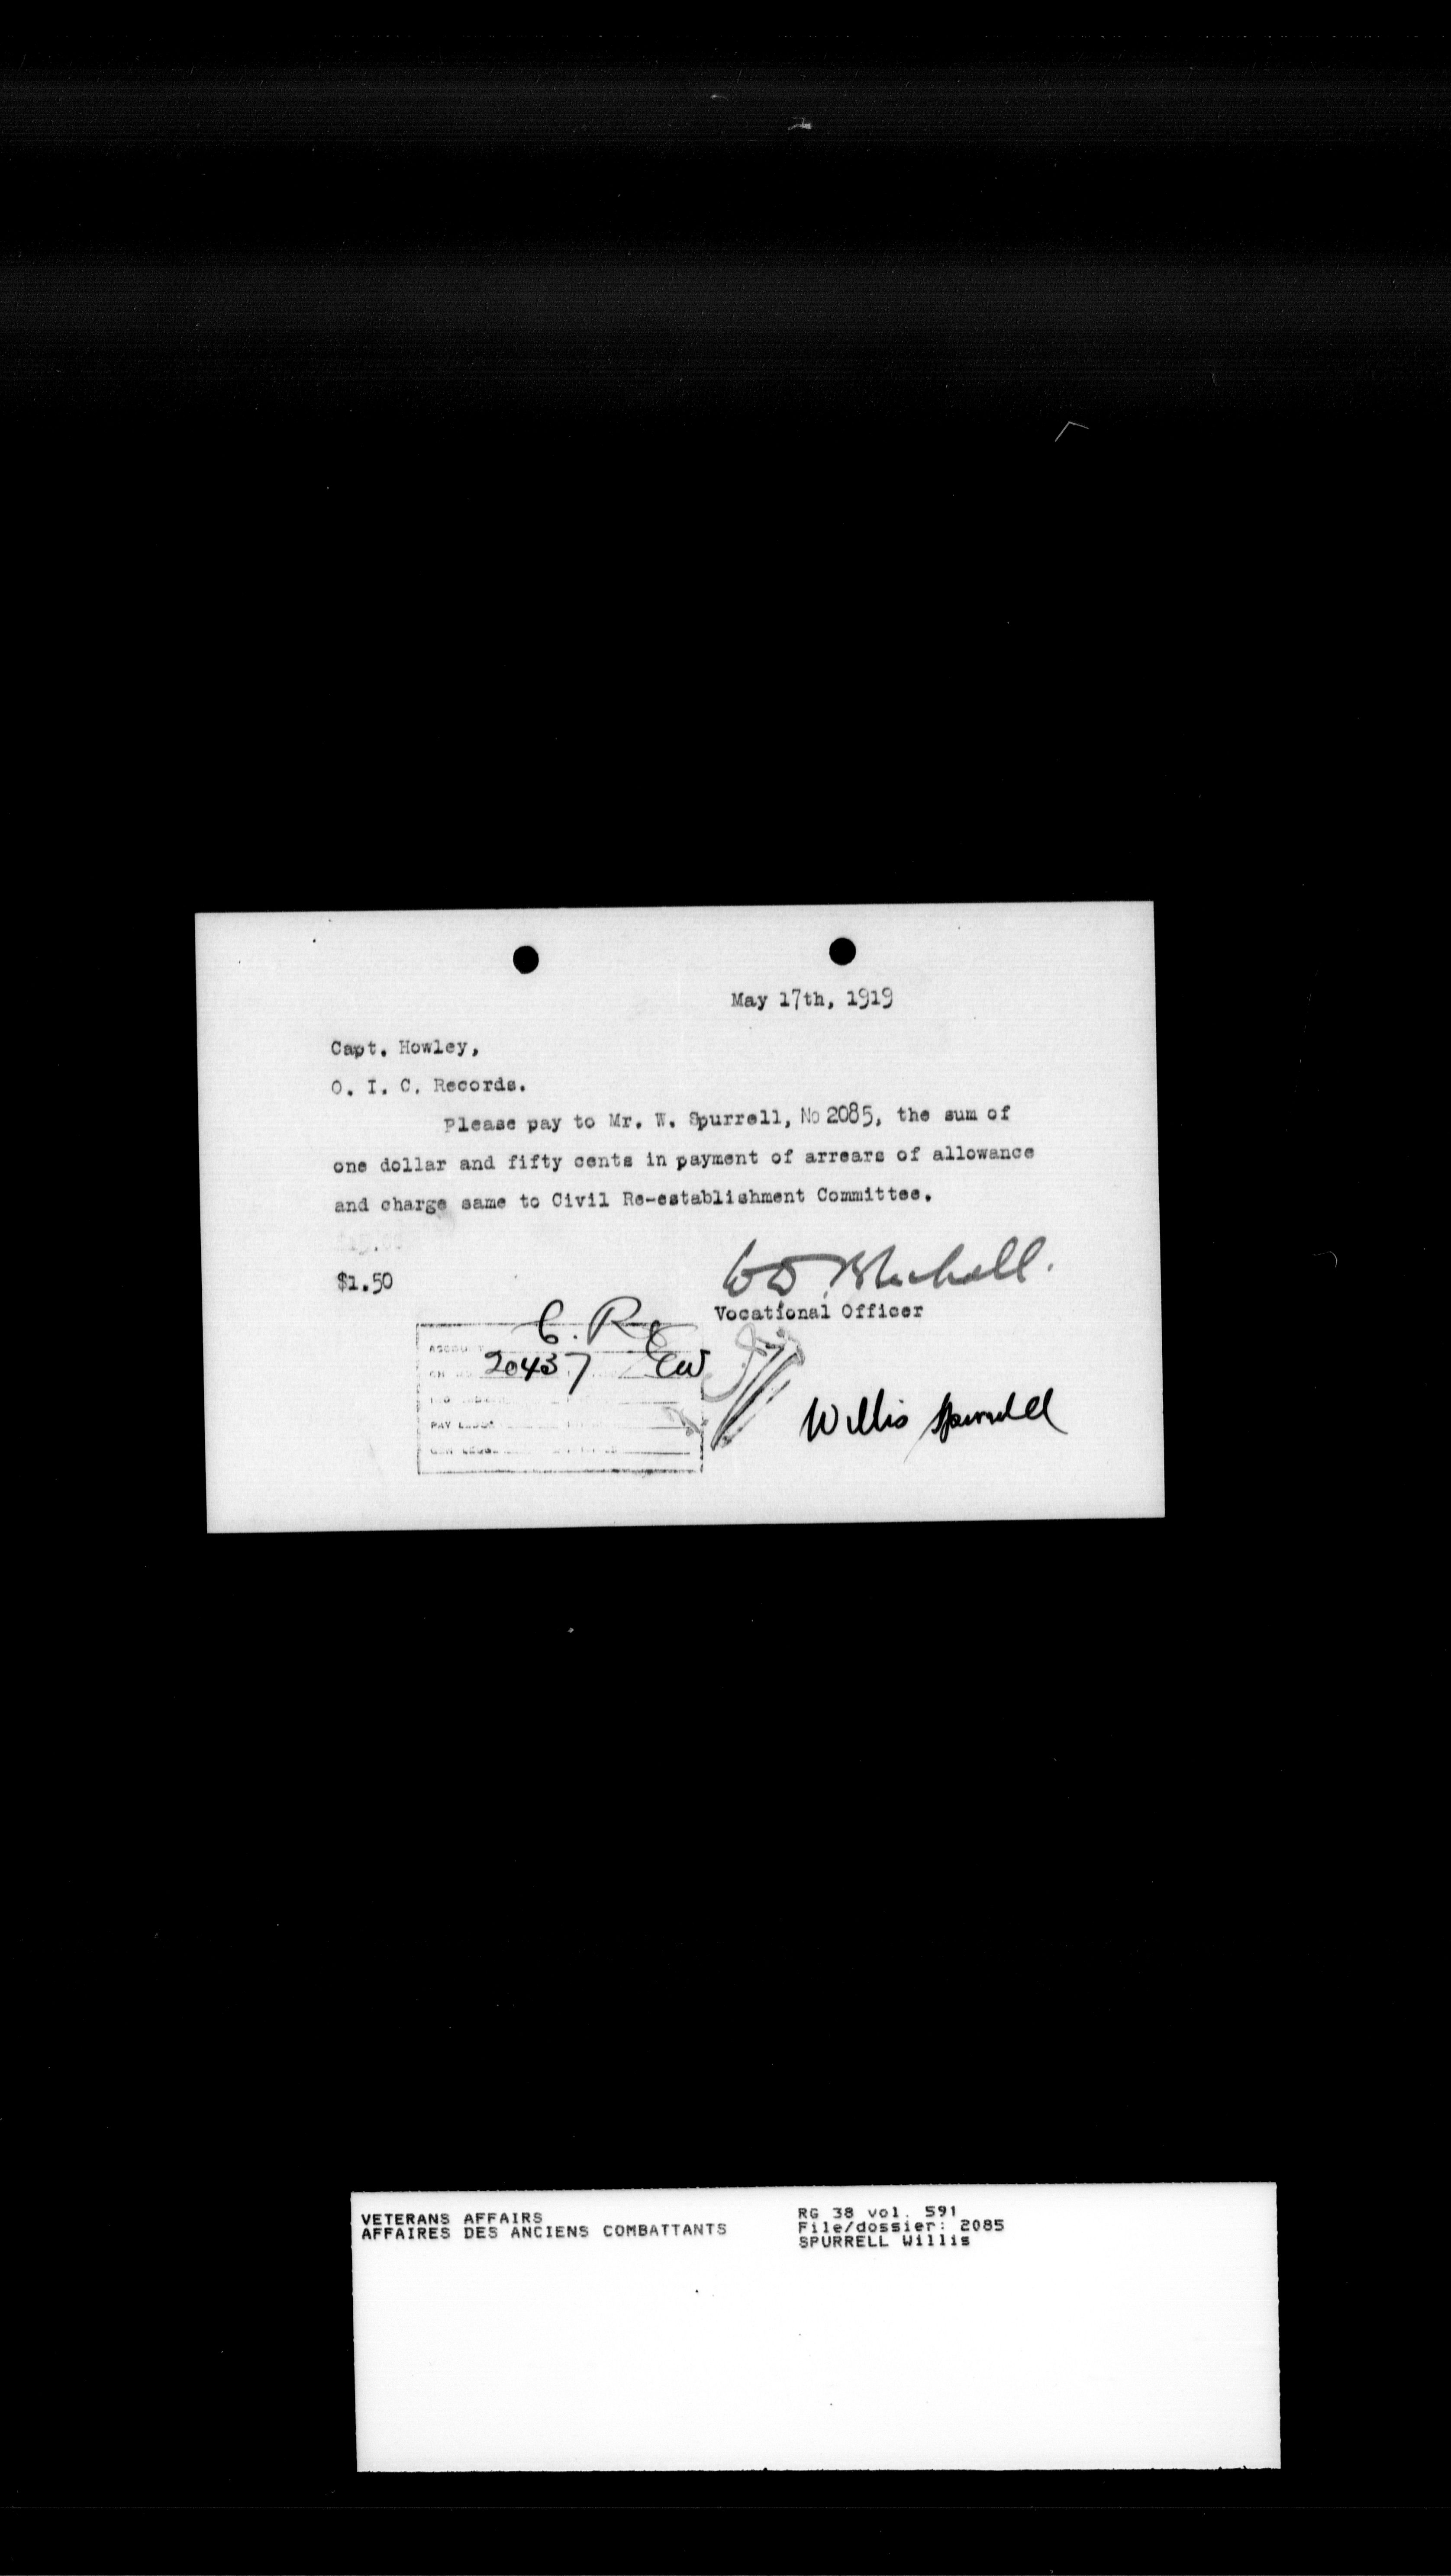 May 17th, 1919
Capt. Howley,
O. I. C. Records.
Please pay to Mr. W. Spurrell, No 2085, the sum of
one dollar and fifty cents in payment of arrears of allowance
and charge same to Civil Re-establishment Committee.
$1.50
Vocational Officer
C. R.
ACCOUNT
20437
PAY
Willis Spurrell
VETERANS AFFAIRS
AFFAIRES DES ANCIENS COMBATTANTS
RG 38 vol. 591
File/dossier: 2085
SPURRELL Willis